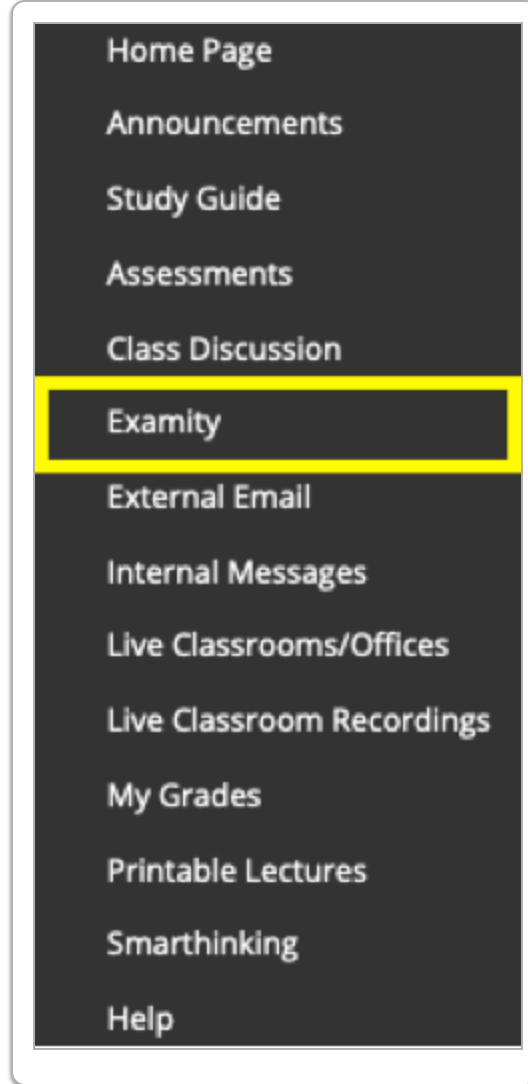 Home Page
Announcements
Study Guide
Assessments
Class Discussion
Examity
External Email
Internal Messages
Live Classrooms/Offices
Live Classroom Recordings
My Grades
Printable Lectures
Smarthinking
Help